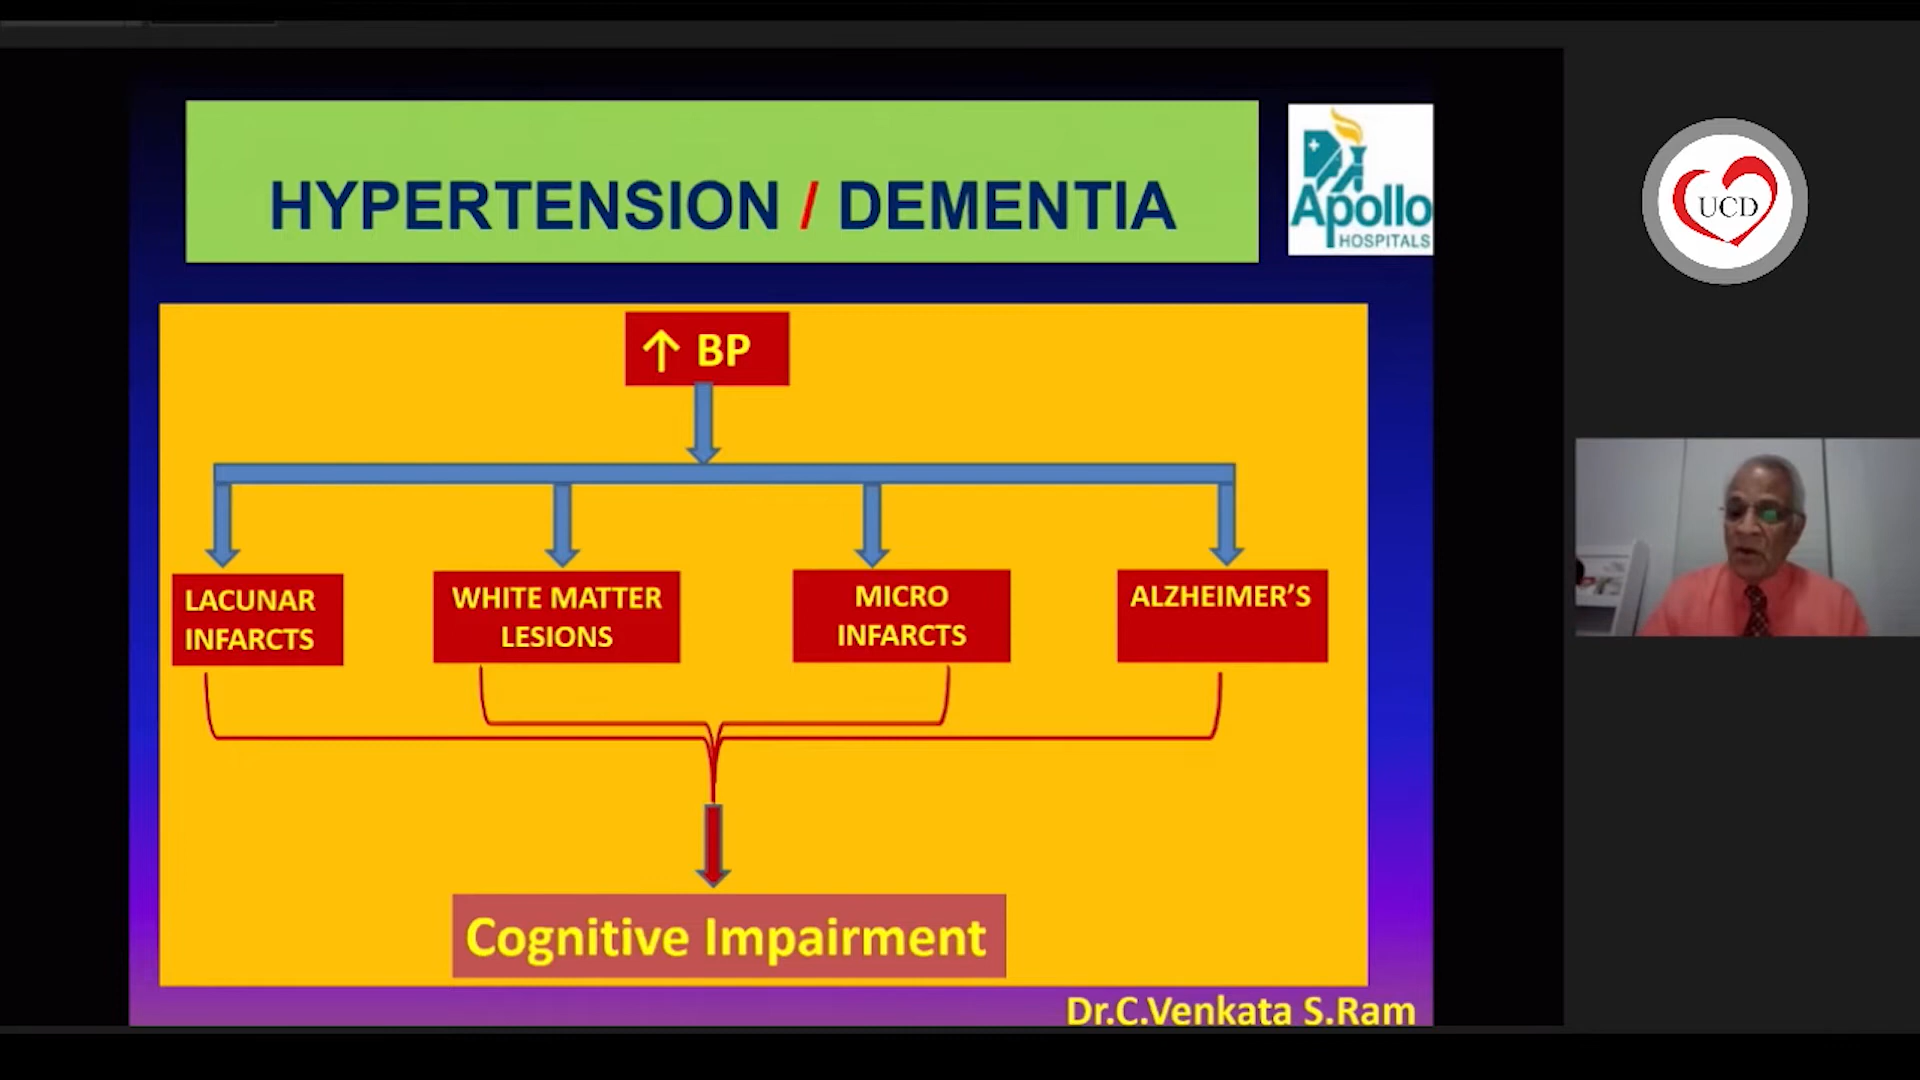 HYPERTENSION / DEMENTIA
Apollo
HOSPITALS
UCD
↑ BP
LACUNAR
INFARCTS
WHITE MATTER
LESIONS
MICRO
INFARCTS
ALZHEIMER’S
Cognitive Impairment
Dr.C.Venkata S.Ram